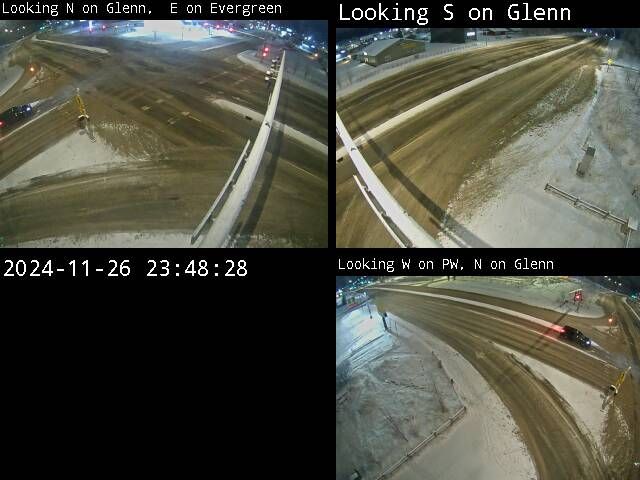 Looking N on Glenn,  E on Evergreen
Looking S on Glenn
2024-11-26 23:48:28
Looking W on PW, N on Glenn